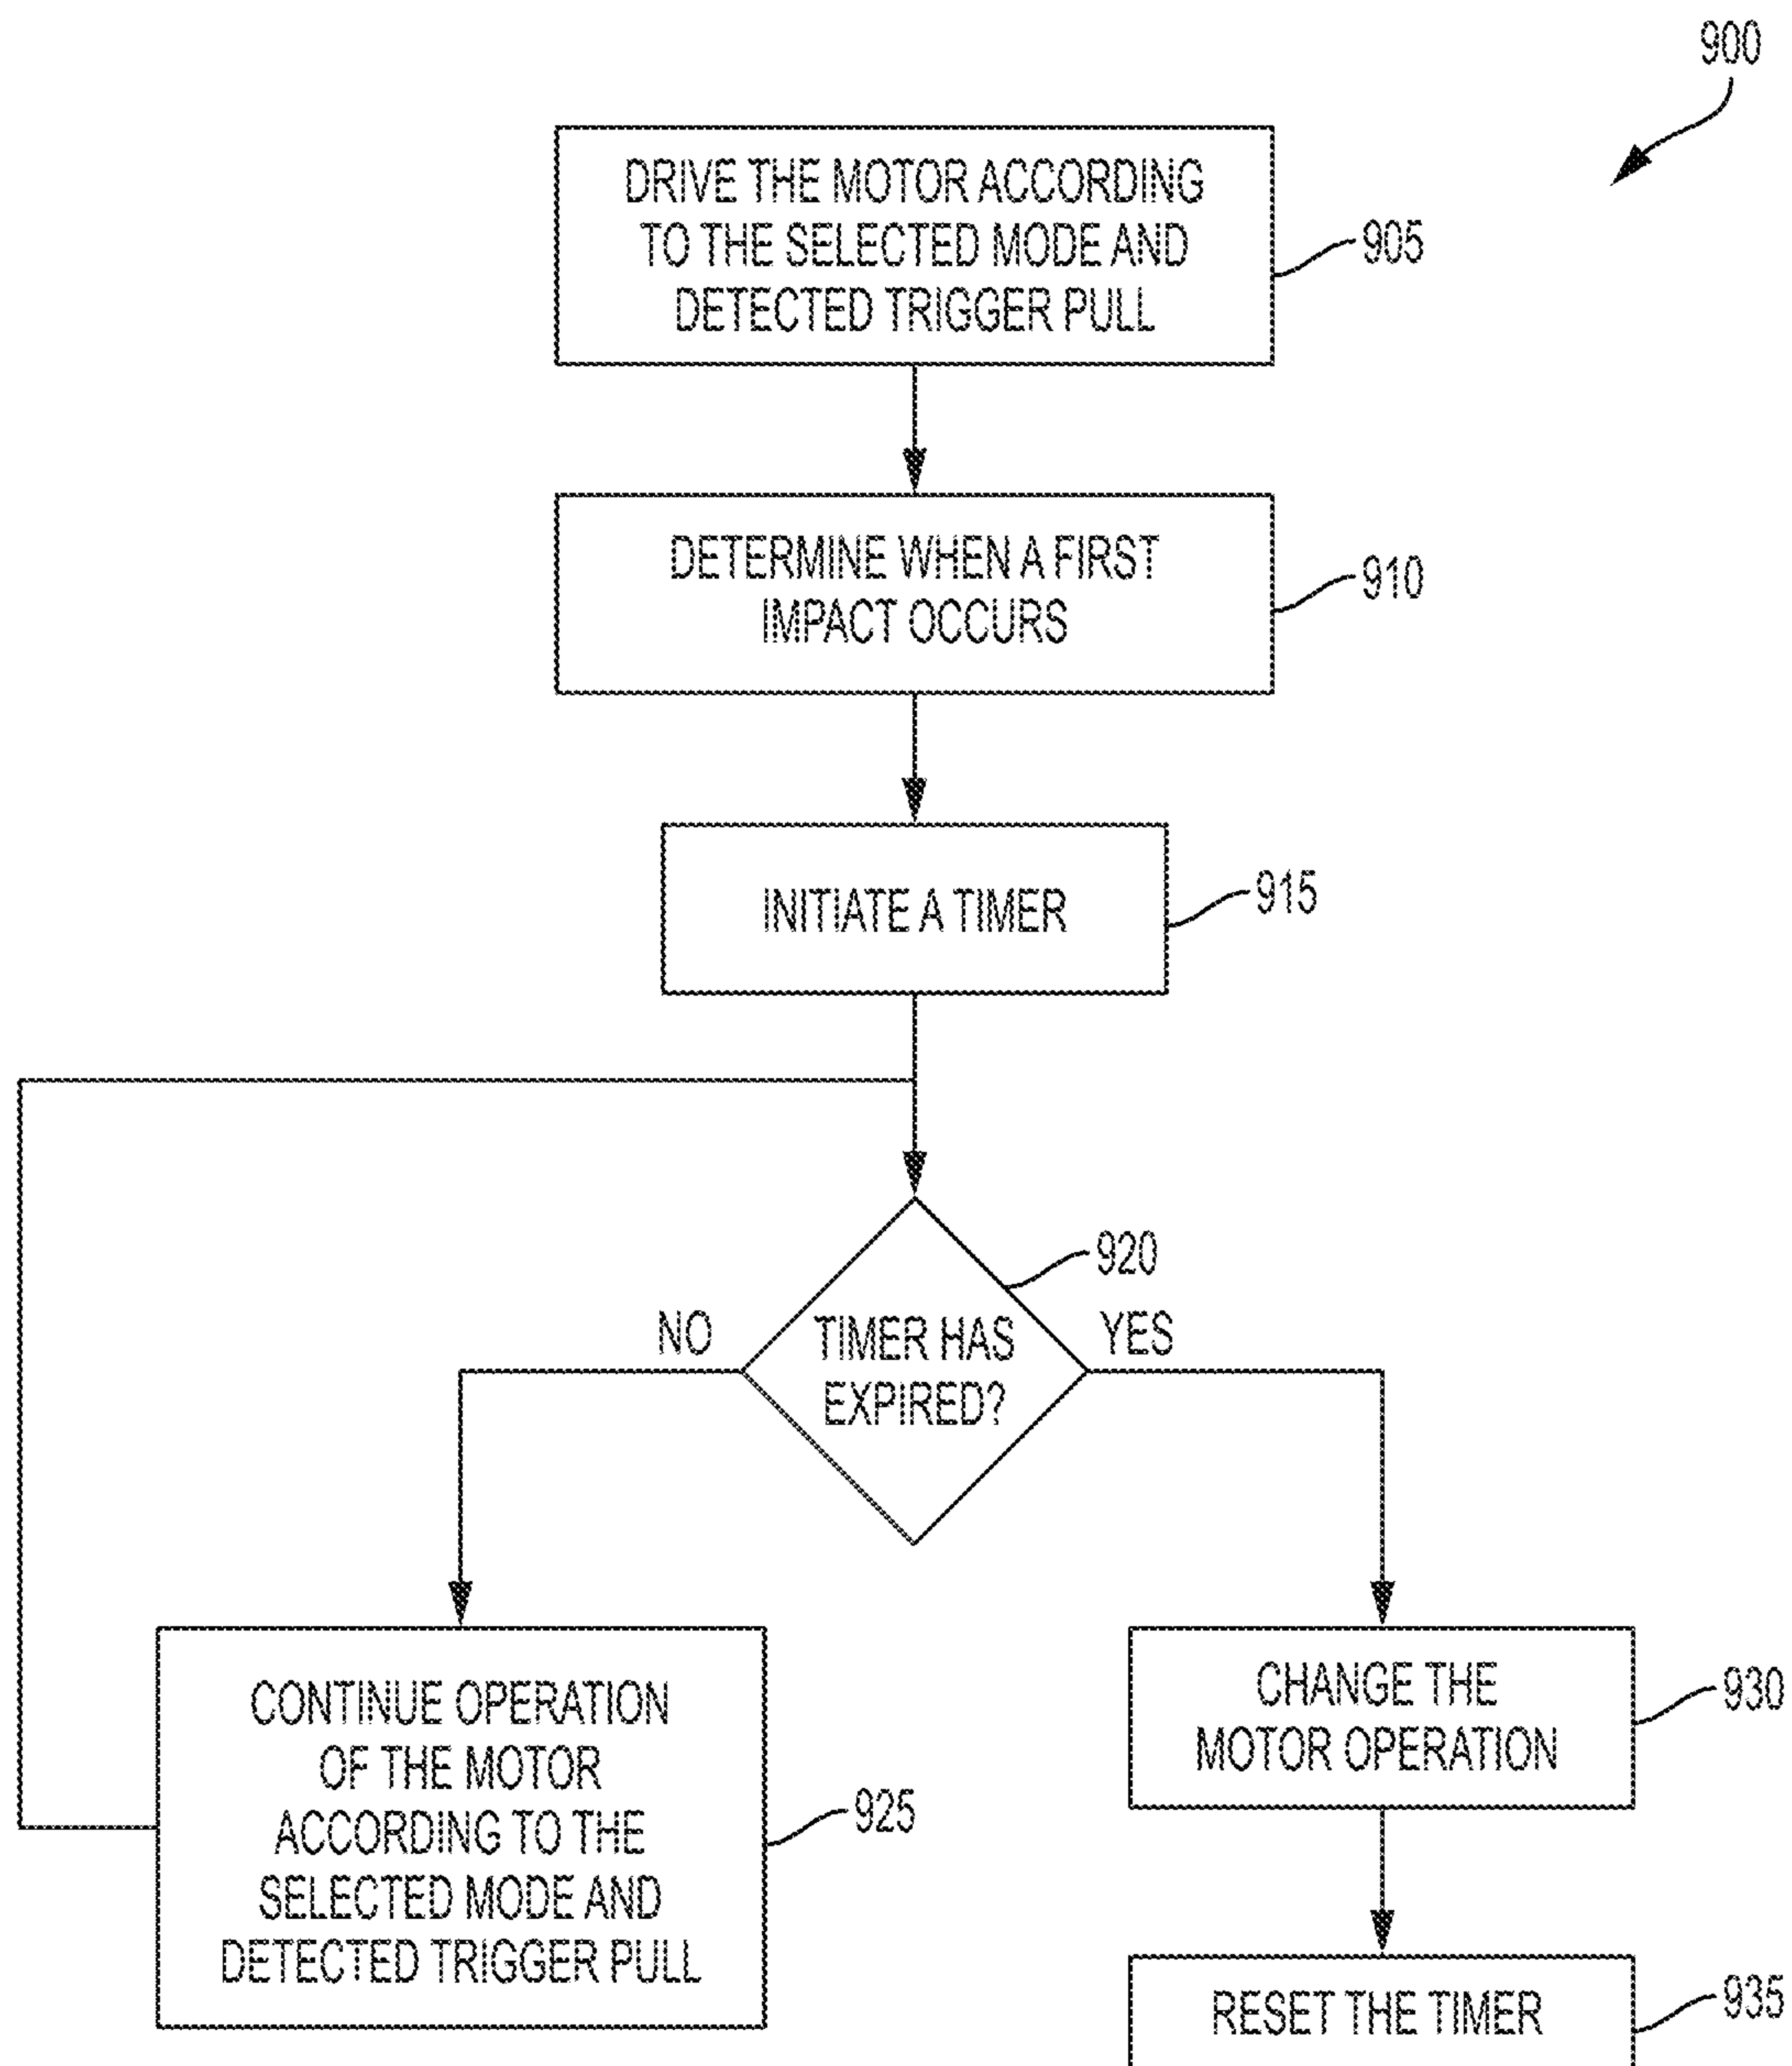 900
DRIVE THE MOTOR ACCORDING
TO THE SELECTED MODE AND
DETECTED TRIGGER PULL
905
DETERMINE WHEN A FIRST
IMPACT OCCURS
910
INITIATE A TIMER
915
920
NO
TIMER HAS
EXPIRED?
YES
CONTINUE OPERATION
OF THE MOTOR
ACCORDING TO THE
SELECTED MODE AND
DETECTED TRIGGER PULL
925
CHANGE THE
MOTOR OPERATION
930
RESET THE TIMER
935